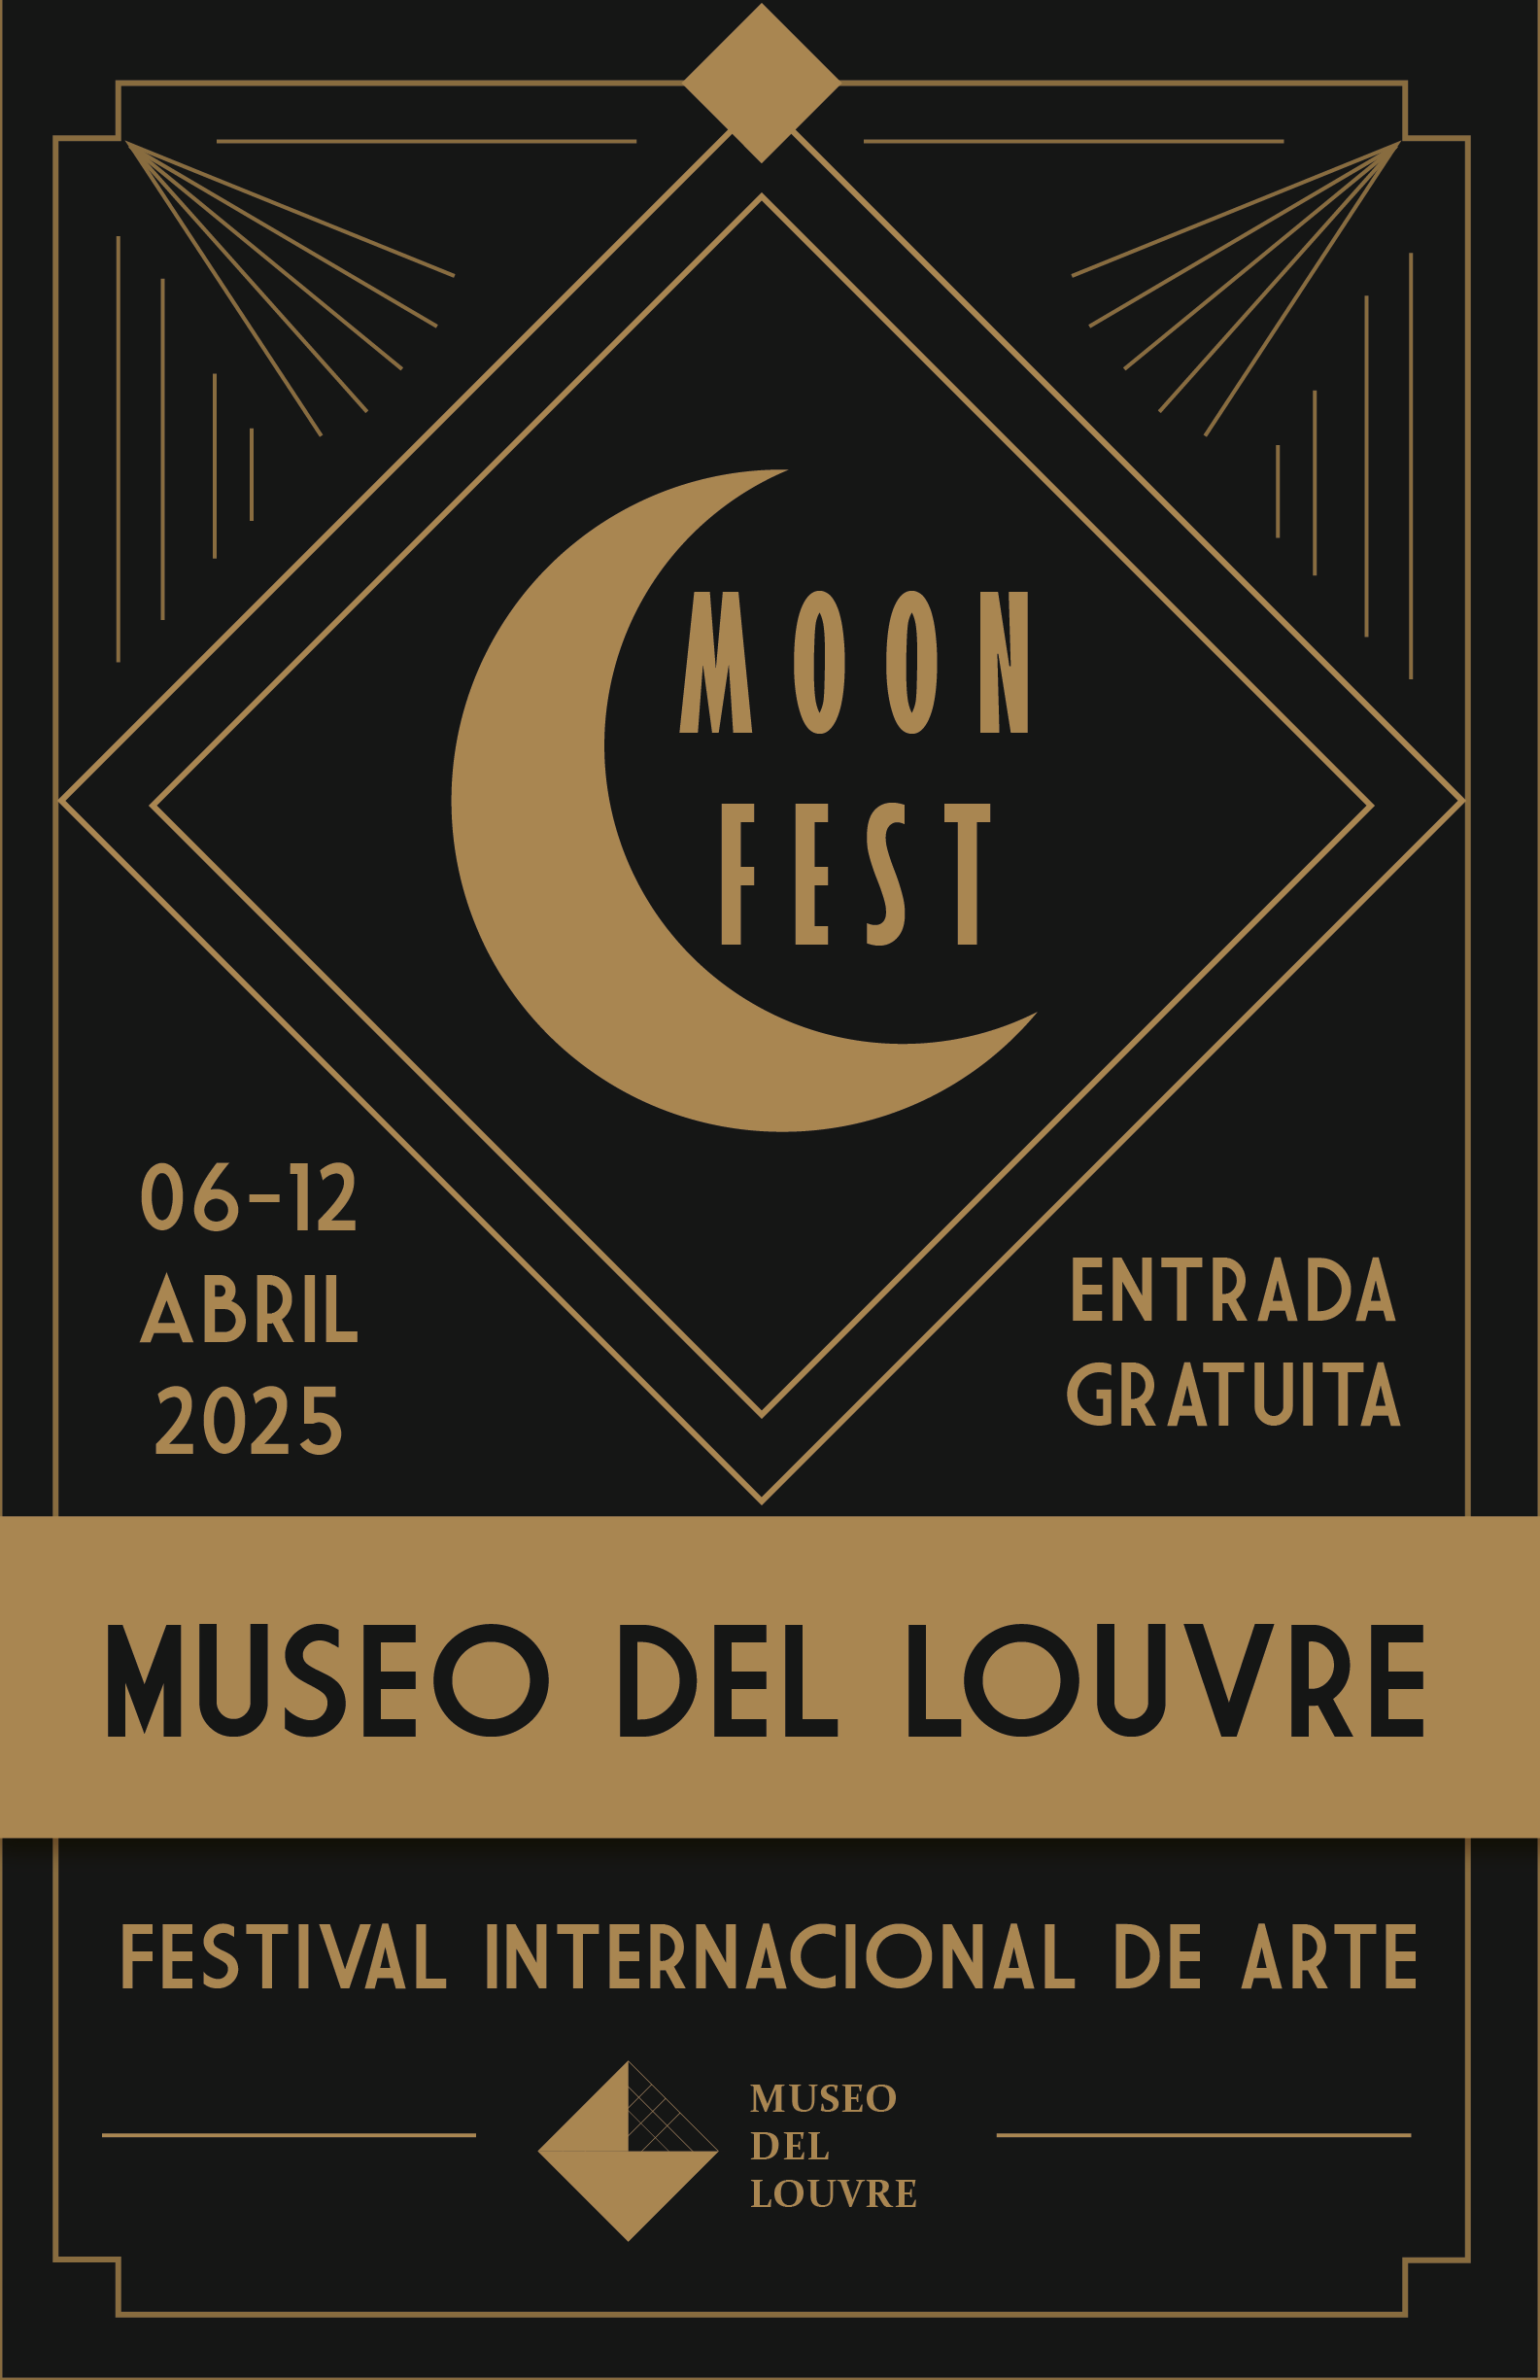 MOON
FEST
06-12
ABRIL
2025
ENTRADA
GRATUITA
MUSEO DEL LOUVRE
FESTIVAL INTERNACIONAL DE ARTE
MUSEO
DEL
LOUVRE